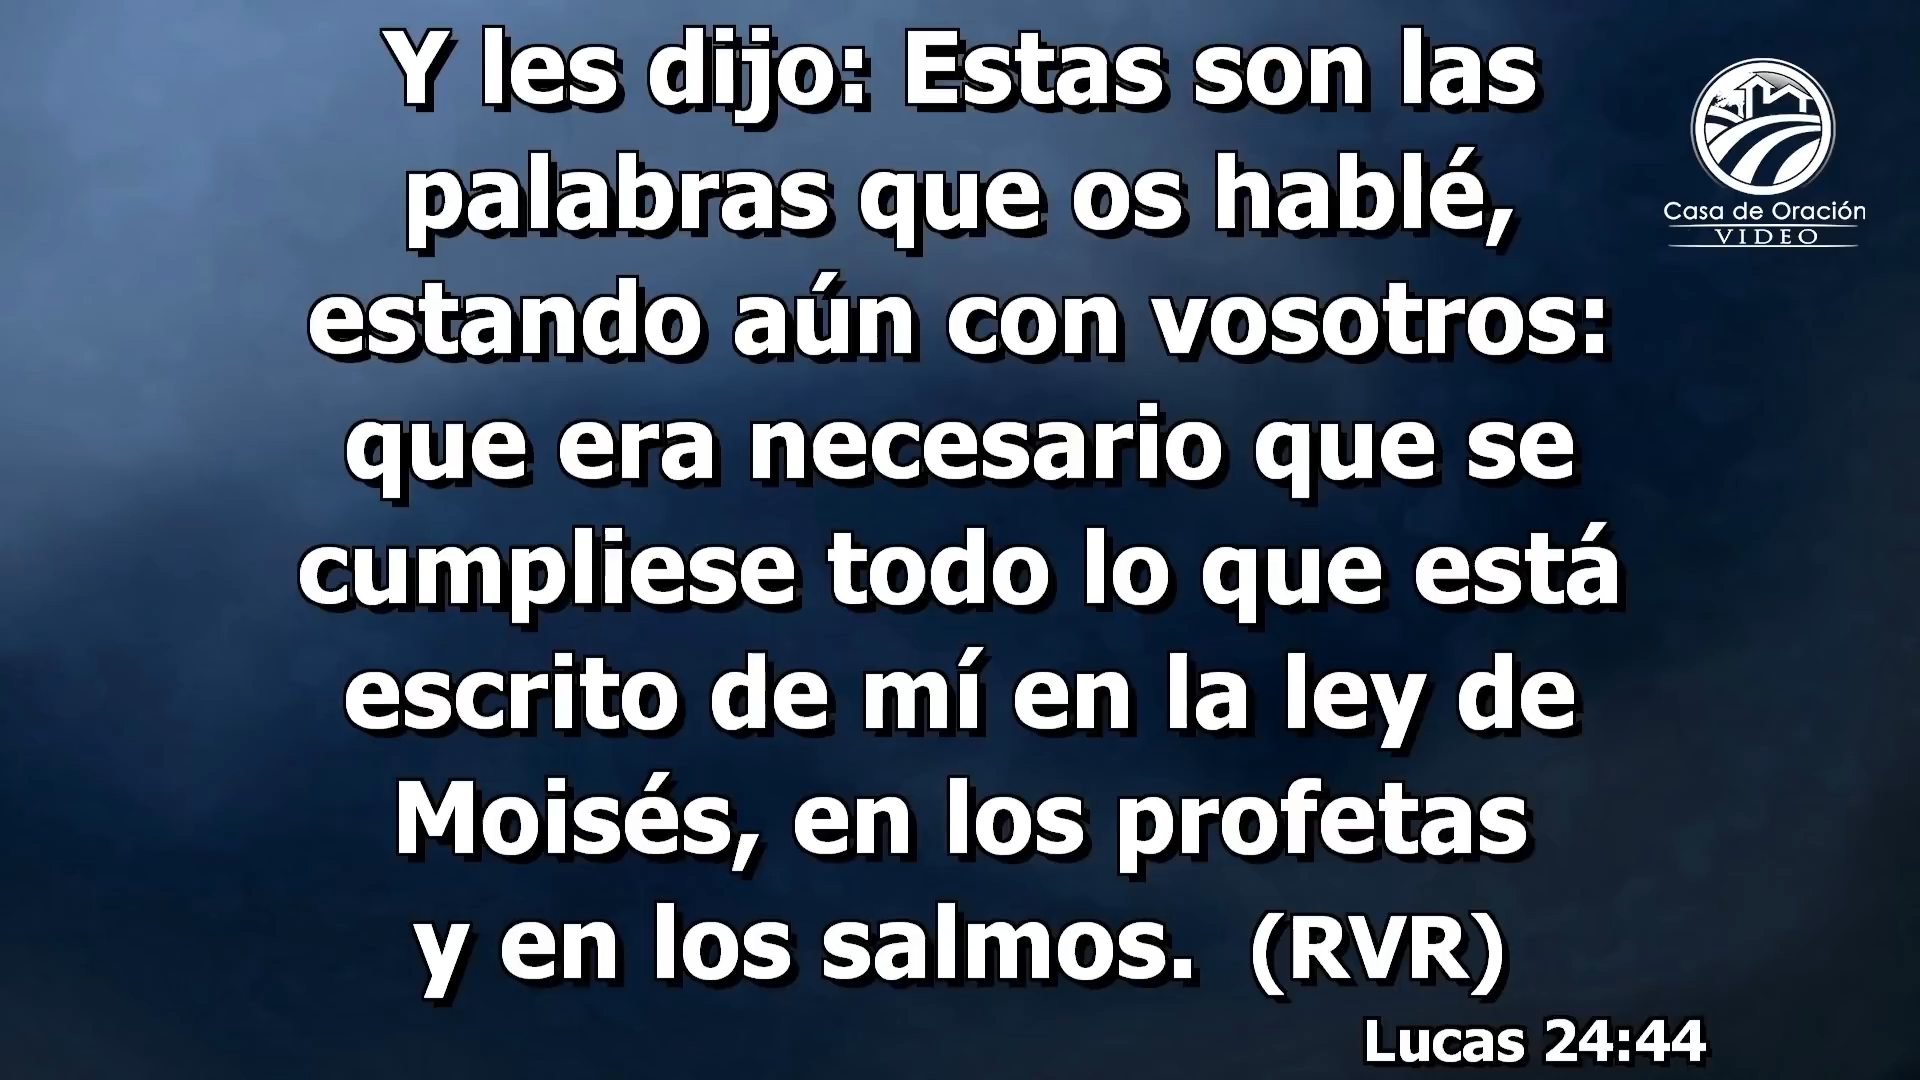 Y les dijo: Estas son las
palabras que os hablé,
estando aún con vosotros:
que era necesario que se
cumpliese todo lo que está
escrito de mí en la ley de
Moisés, en los profetas
y en los salmos. (RVR)
Lucas 24:44
Casa de Oración
VIDEO